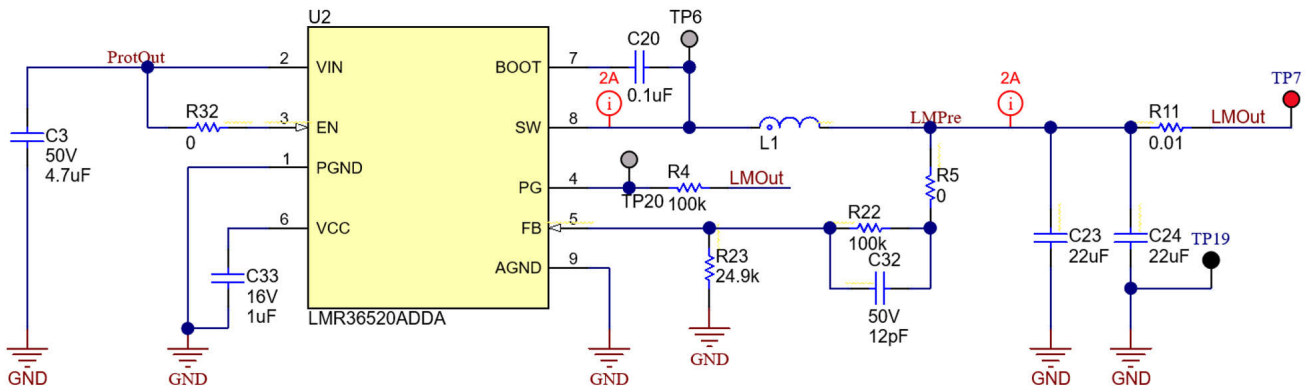 U2
TP6
C20
0.1uF
ProtOut
2
VIN
BOOT
7
2A
2A
TP7
R32
0
3
EN
SW
8
L1
LMPre
R11
0.01
LMOut
C3
50V
4.7uF
1
PGND
PG
4
TP20
R4
100k
LMOut
R5
0
6
VCC
FB
5
R22
100k
C32
50V
12pF
R23
24.9k
C23
22uF
C24
22uF
TP19
C33
16V
1uF
AGND
9
LMR36520ADDA
GND
GND
GND
GND
GND
GND